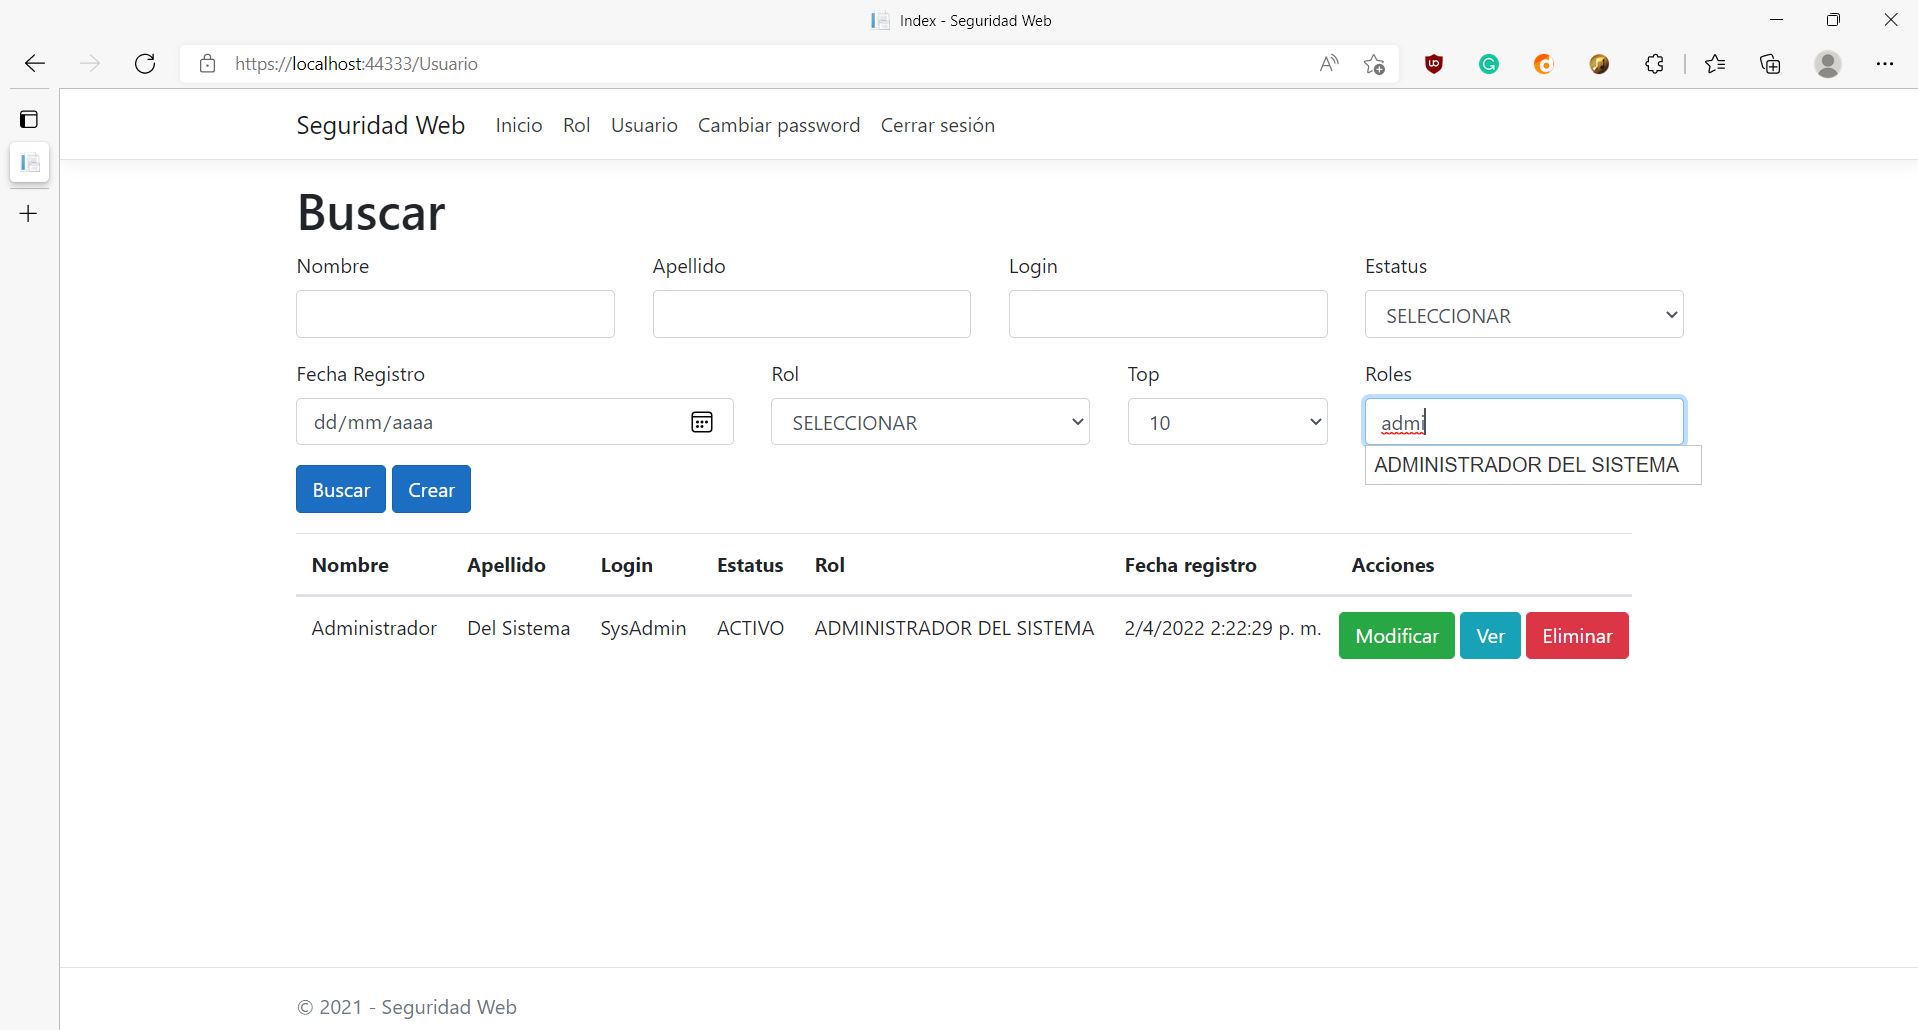 Index - Seguridad Web
https://localhost:44333/Usuario
Seguridad Web Inicio Rol Usuario Cambiar password Cerrar sesión
Buscar
Nombre Apellido Login Estatus
SELECCIONAR
Fecha Registro Rol Top Roles
dd/mm/aaaa SELECCIONAR 10 admi
ADMINISTRADOR DEL SISTEMA
Buscar Crear
Nombre Apellido Login Estatus Rol Fecha registro Acciones
Administrador Del Sistema SysAdmin ACTIVO ADMINISTRADOR DEL SISTEMA 2/4/2022 2:22:29 p. m. Modificar Ver Eliminar
© 2021 - Seguridad Web